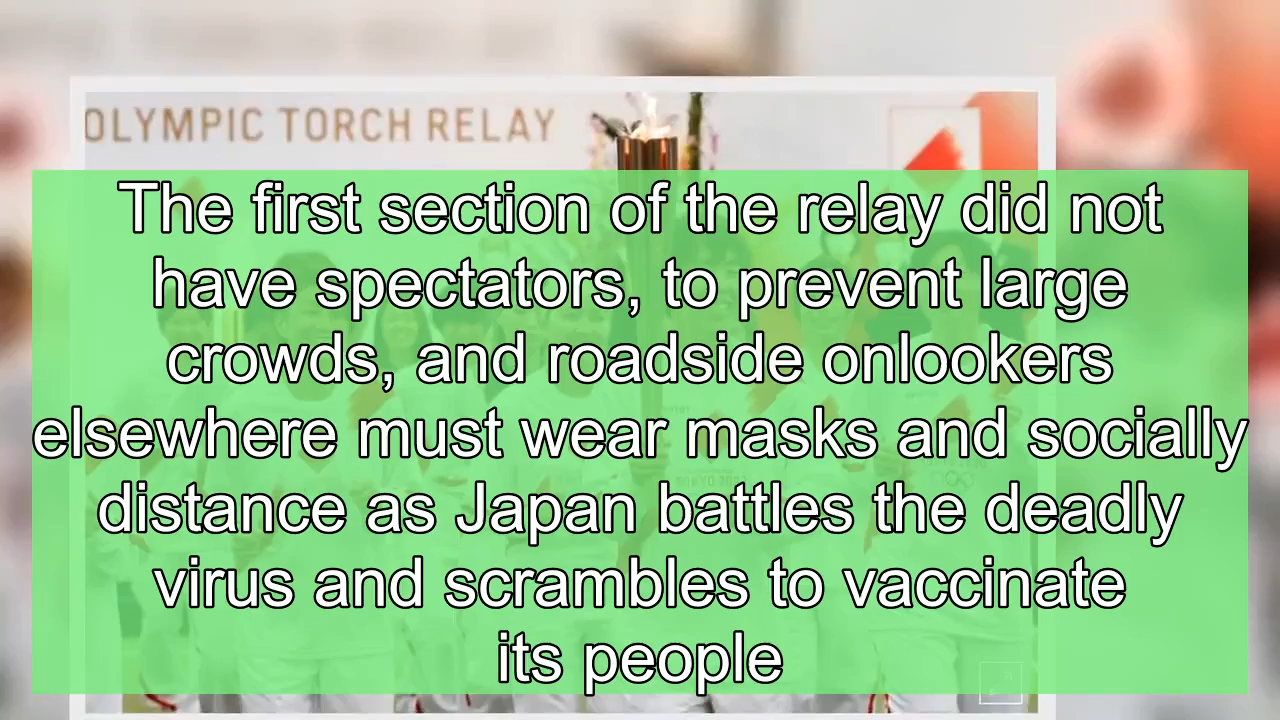 OLYMPIC TORCH RELAY
The first section of the relay did not
have spectators, to prevent large
crowds, and roadside onlookers
elsewhere must wear masks and socially
distance as Japan battles the deadly
virus and scrambles to vaccinate
its people